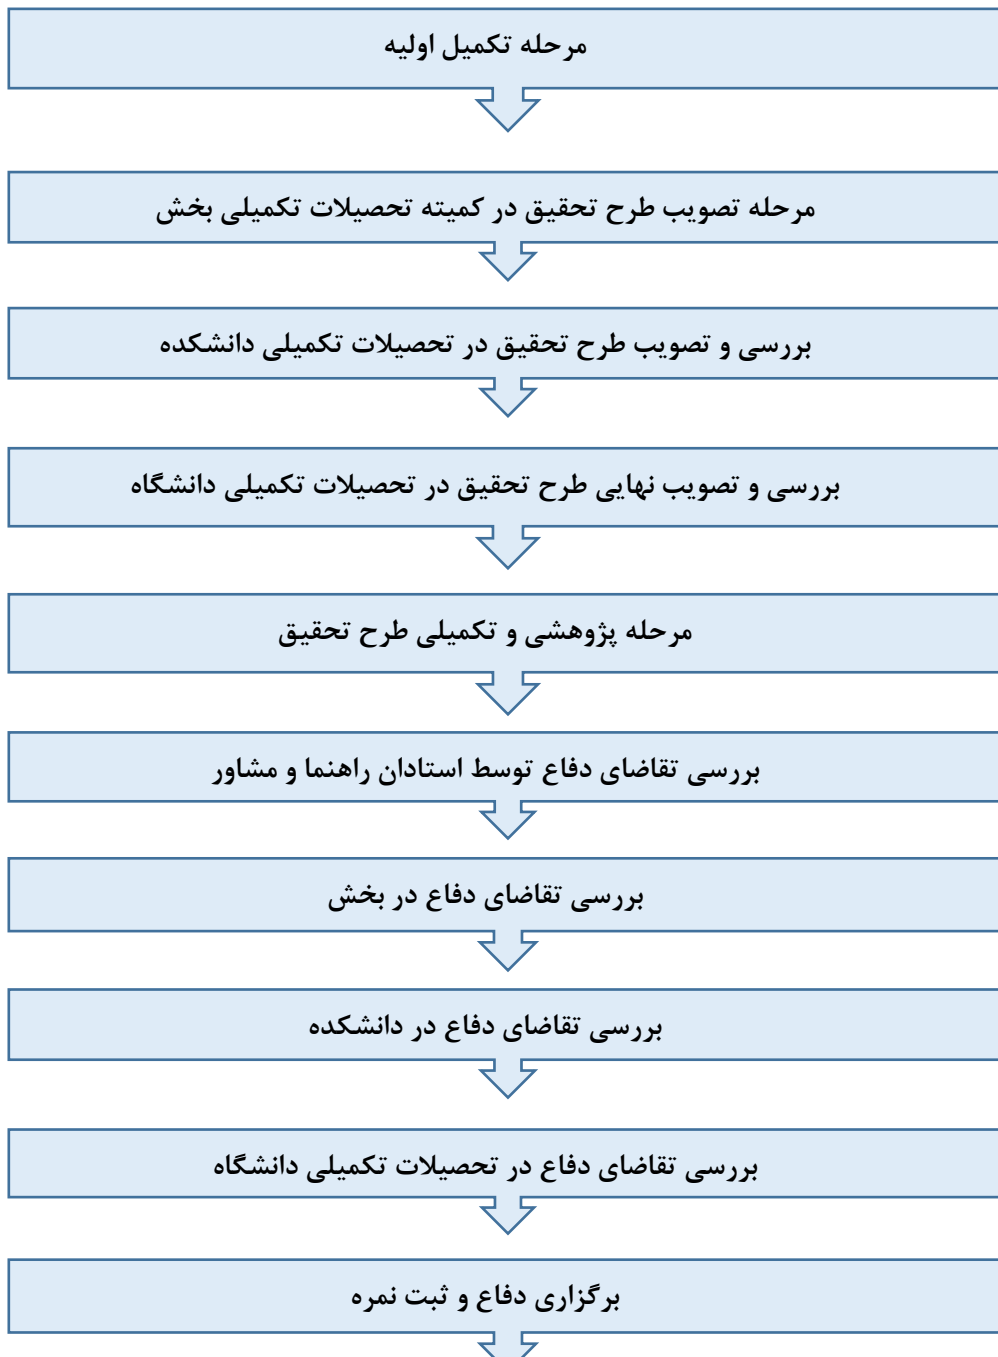 مرحله تکمیل اولیه
مرحله تصویب طرح تحقیق در کمیته تحصیلات تکمیلی بخش
بررسی و تصویب طرح تحقیق در تحصیلات تکمیلی دانشکده
بررسی و تصویب نهایی طرح تحقیق در تحصیلات تکمیلی دانشگاه
مرحله پژوهشی و تکمیلی طرح تحقیق
بررسی تقاضای دفاع توسط استادان راهنما و مشاور
بررسی تقاضای دفاع در بخش
بررسی تقاضای دفاع در دانشکده
بررسی تقاضای دفاع در تحصیلات تکمیلی دانشگاه
برگزاری دفاع و ثبت نمره